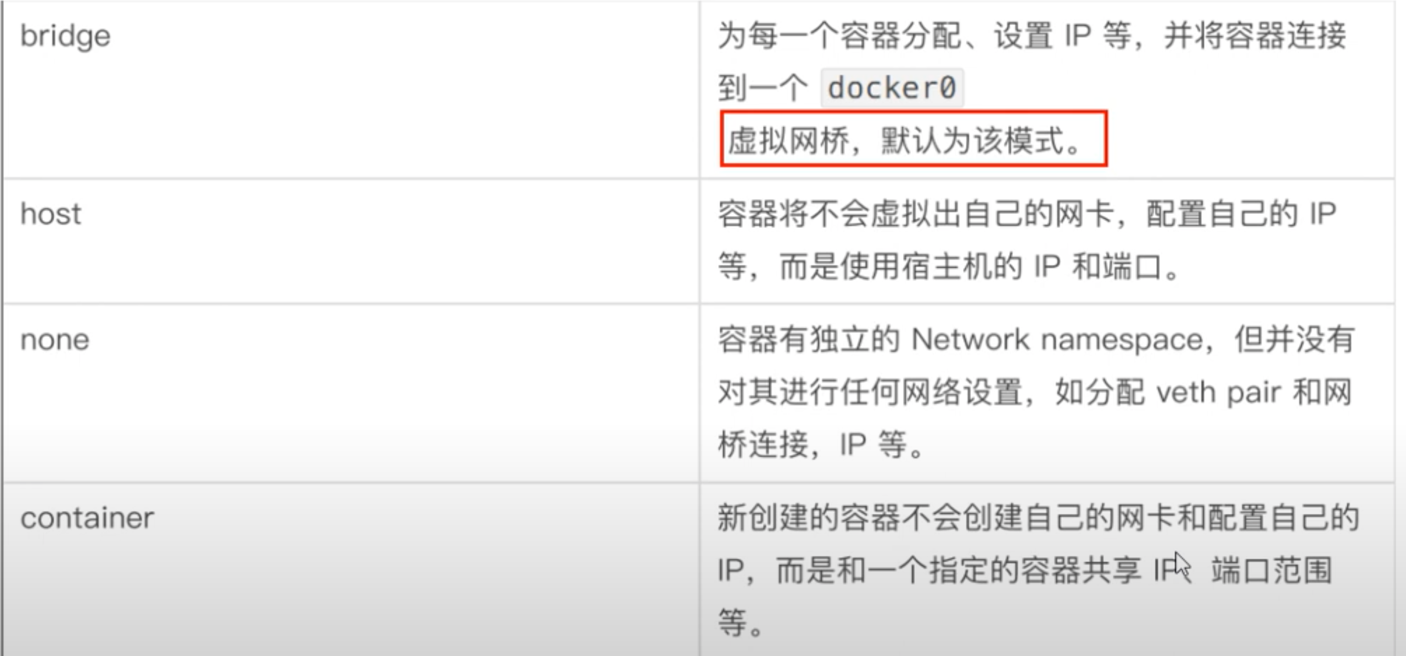 bridge
为每一个容器分配、设置 IP 等，并将容器连接
到一个 docker0
虚拟网桥，默认为该模式。
host
容器将不会虚拟出自己的网卡，配置自己的 IP
等，而是使用宿主机的 IP 和端口。
none
容器有独立的 Network namespace，但并没有
对其进行任何网络设置，如分配 veth pair 和网
桥连接，IP 等。
container
新创建的容器不会创建自己的网卡和配置自己的
IP，而是和一个指定的容器共享 IP、端口范围
等。